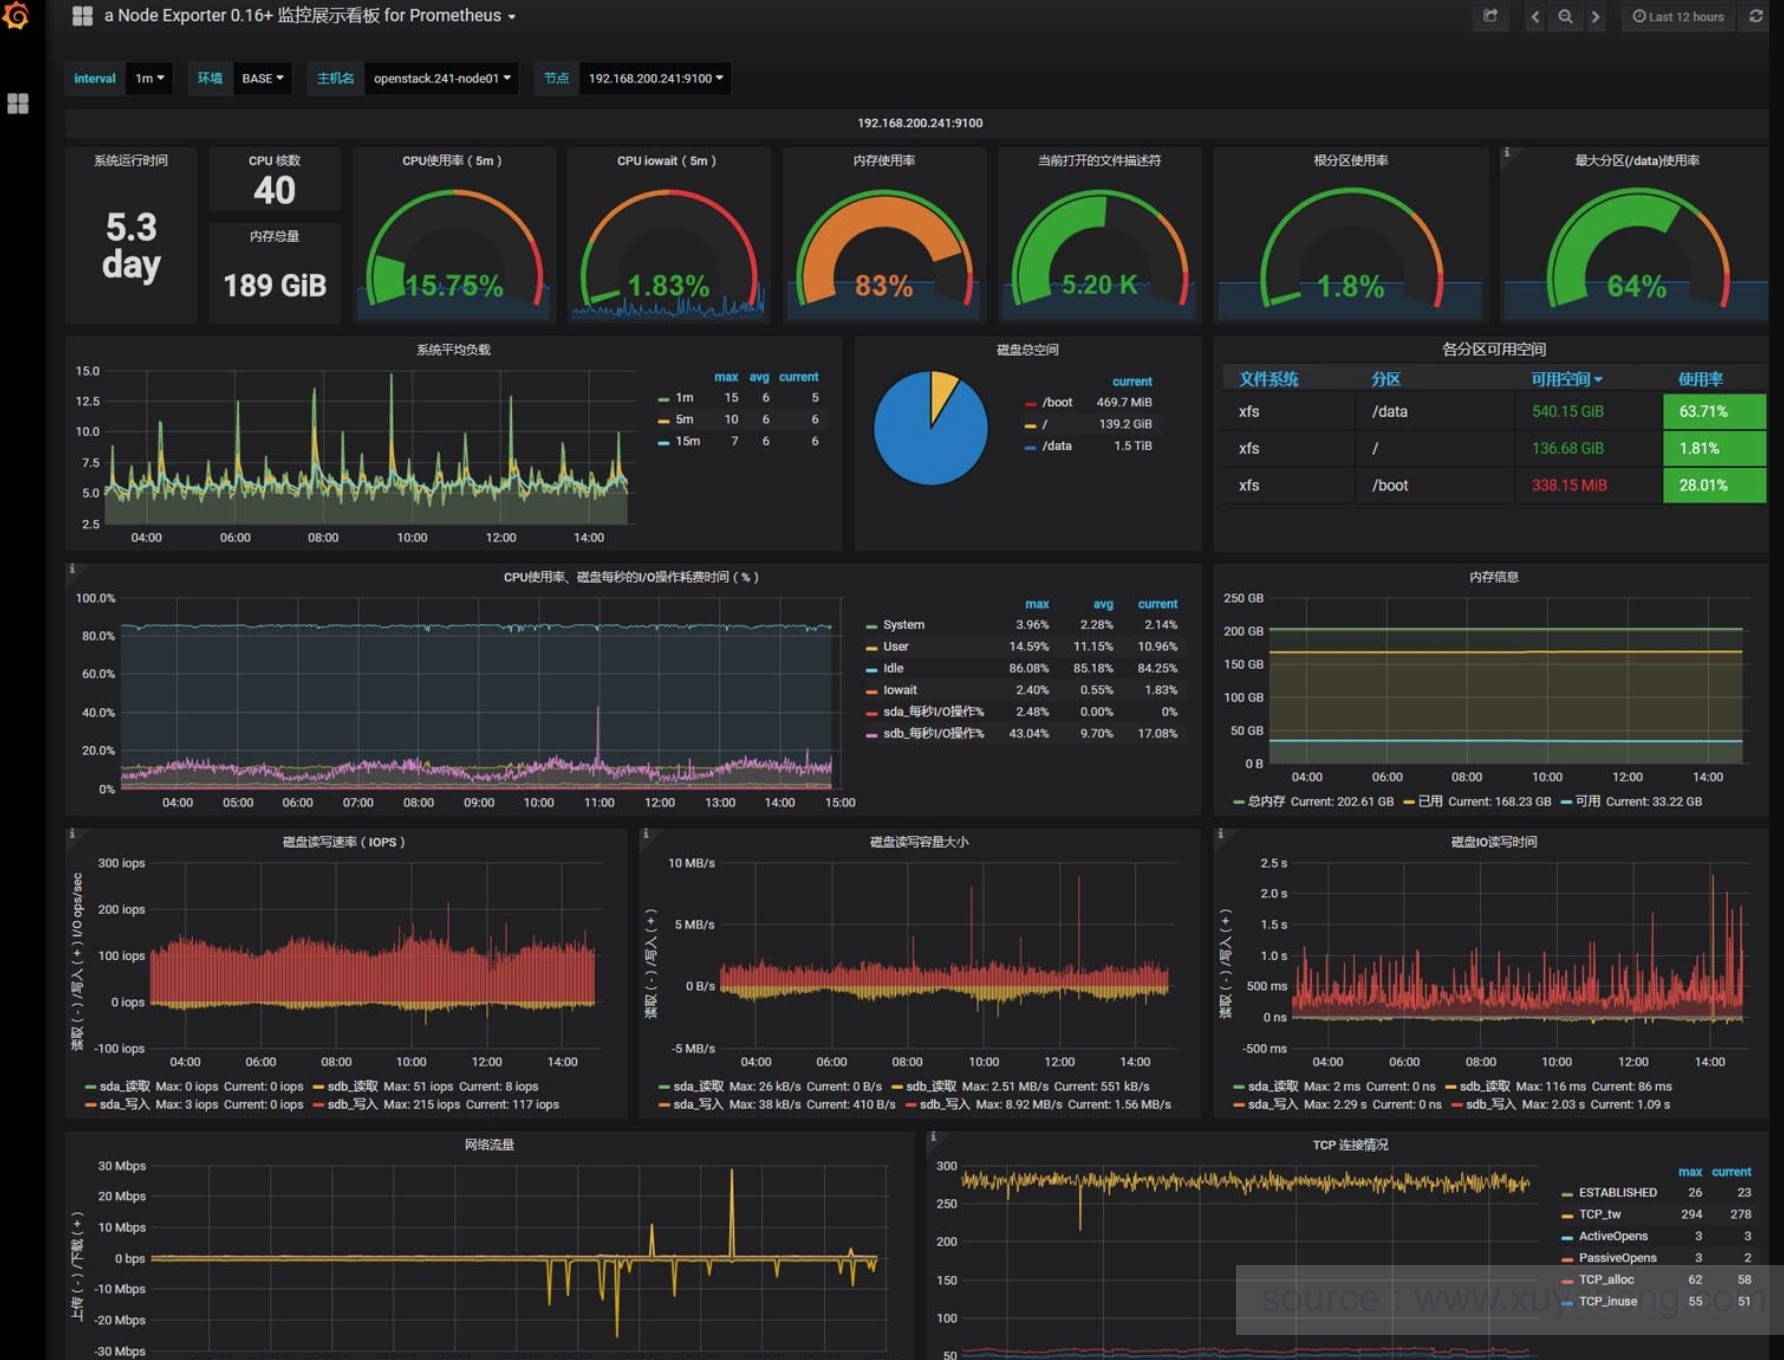 a Node Exporter 0.16+ 监控展示看板 for Prometheus
Last 12 hours
interval 1m 环境 BASE 主机名 openstack.241-node01 节点 192.168.200.241:9100
192.168.200.241:9100
系统运行时间
5.3
day
CPU 核数
40
内存总量
189 GiB
CPU使用率（5m）
15.75%
CPU iowait（5m）
1.83%
内存使用率
83%
当前打开的文件描述符
5.20 K
根分区使用率
1.8%
最大分区(/data)使用率
64%
系统平均负载
15.0
12.5
10.0
7.5
5.0
2.5
04:00 06:00 08:00 10:00 12:00 14:00
max avg current
1m 15 6 5
5m 10 6 6
15m 7 6 6
磁盘总空间
current
/boot 469.7 MiB
/ 139.2 GiB
/data 1.5 TiB
各分区可用空间
文件系统 分区 可用空间 使用率
xfs /data 540.15 GiB 63.71%
xfs / 136.68 GiB 1.81%
xfs /boot 338.15 MiB 28.01%
CPU使用率、磁盘每秒的I/O操作耗费时间（%）
100.0%
80.0%
60.0%
40.0%
20.0%
0%
04:00 05:00 06:00 07:00 08:00 09:00 10:00 11:00 12:00 13:00 14:00 15:00
max avg current
System 3.96% 2.28% 2.14%
User 14.59% 11.15% 10.96%
Idle 86.08% 85.18% 84.25%
Iowait 2.40% 0.55% 1.83%
sda_每秒I/O操作% 2.48% 0.00% 0%
sdb_每秒I/O操作% 43.04% 9.70% 17.08%
内存信息
250 GB
200 GB
150 GB
100 GB
50 GB
0 B
04:00 06:00 08:00 10:00 12:00 14:00
总内存 Current: 202.61 GB 已用 Current: 168.23 GB 可用 Current: 33.22 GB
磁盘读写速率（IOPS）
读取（-）/写入（+）I/O ops/sec
300 iops
200 iops
100 iops
0 iops
-100 iops
04:00 06:00 08:00 10:00 12:00 14:00
sda_读取 Max: 0 iops Current: 0 iops sdb_读取 Max: 51 iops Current: 8 iops
sda_写入 Max: 3 iops Current: 0 iops sdb_写入 Max: 215 iops Current: 117 iops
磁盘读写容量大小
读取（-）/写入（+）
10 MB/s
5 MB/s
0 B/s
-5 MB/s
04:00 06:00 08:00 10:00 12:00 14:00
sda_读取 Max: 26 kB/s Current: 0 B/s sdb_读取 Max: 2.51 MB/s Current: 551 kB/s
sda_写入 Max: 38 kB/s Current: 410 B/s sdb_写入 Max: 8.92 MB/s Current: 1.56 MB/s
磁盘IO读写时间
读取（-）/写入（+）
2.5 s
2.0 s
1.5 s
1.0 s
500 ms
0 ns
-500 ms
04:00 06:00 08:00 10:00 12:00 14:00
sda_读取 Max: 2 ms Current: 0 ns sdb_读取 Max: 116 ms Current: 86 ms
sda_写入 Max: 2.29 s Current: 0 ns sdb_写入 Max: 2.03 s Current: 1.09 s
网络流量
上传（-）/下载（+）
30 Mbps
20 Mbps
10 Mbps
0 bps
-10 Mbps
-20 Mbps
-30 Mbps
TCP 连接情况
300
250
200
150
100
50
max current
ESTABLISHED 26 23
TCP_tw 294 278
ActiveOpens 3 3
PassiveOpens 3 2
TCP_alloc 62 58
TCP_inuse 55 51
source :